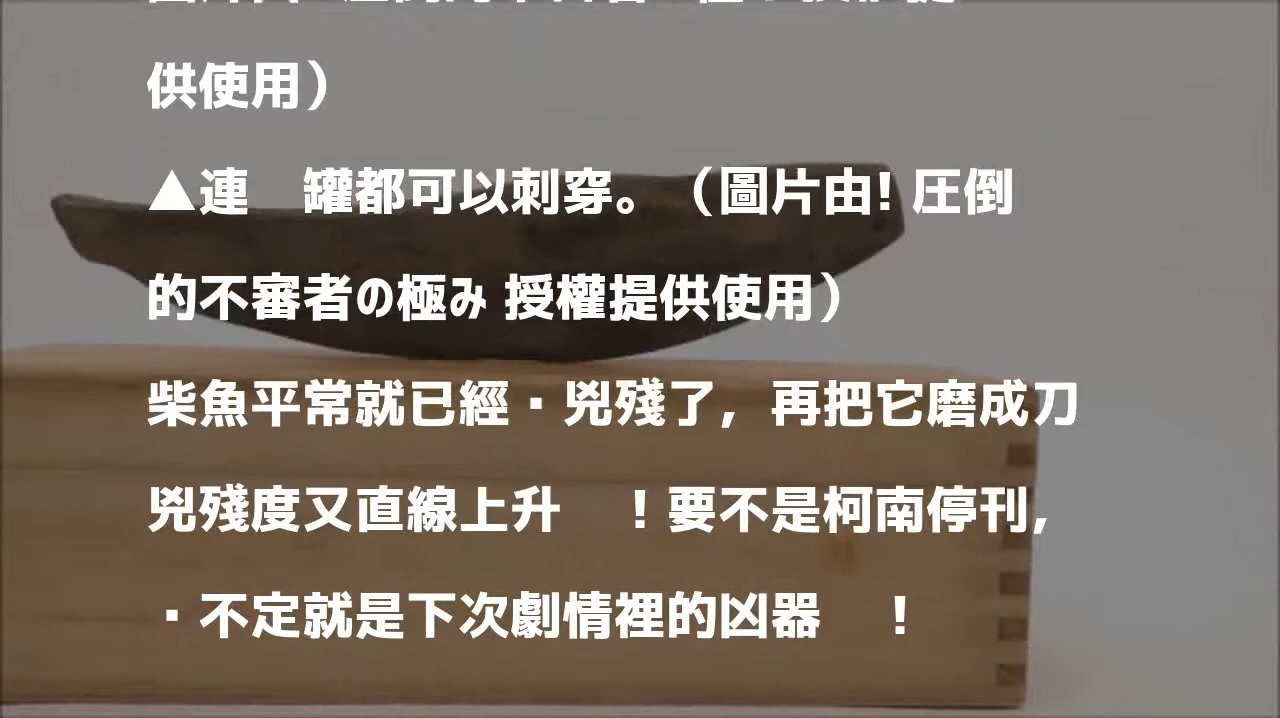 供使用）
▲連　罐都可以刺穿。（圖片由! 圧倒
的不審者の極み 授權提供使用）
柴魚平常就已經·兇殘了，再把它磨成刀
兇殘度又直線上升　！要不是柯南停刊，
·不定就是下次劇情裡的凶器　！